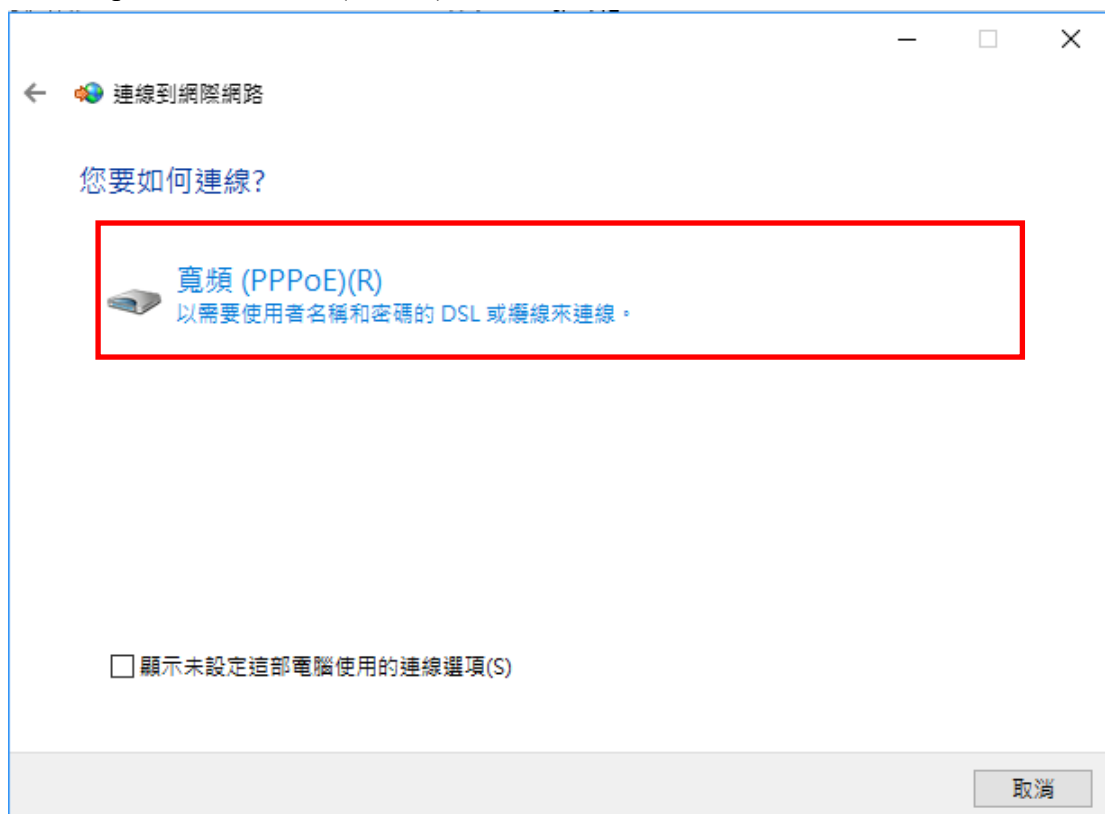 連線到網際網路
您要如何連線?
寬頻 (PPPoE)(R)
以需要使用者名稱和密碼的 DSL 或纜線來連線。
顯示未設定這部電腦使用的連線選項(S)
取消